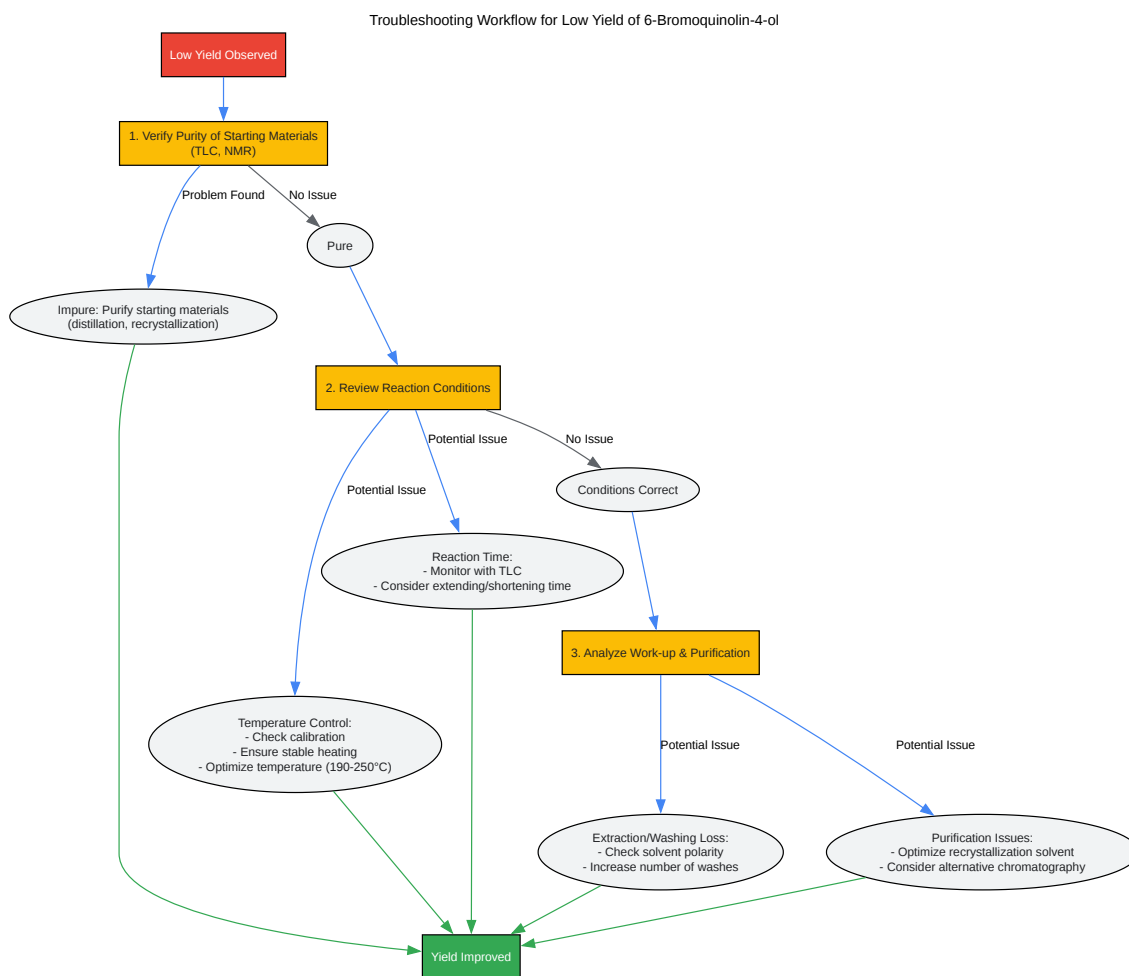 Troubleshooting Workflow for Low Yield of 6-Bromoquinolin-4-ol
Low Yield Observed
1. Verify Purity of Starting Materials
(TLC, NMR)
Problem Found
No Issue
Pure
Impure: Purify starting materials
(distillation, recrystallization)
2. Review Reaction Conditions
Potential Issue
No Issue
Potential Issue
Conditions Correct
Reaction Time:
- Monitor with TLC
- Consider extending/shortening time
3. Analyze Work-up & Purification
Temperature Control:
- Check calibration
- Ensure stable heating
- Optimize temperature (190-250°C)
Potential Issue
Potential Issue
Extraction/Washing Loss:
- Check solvent polarity
- Increase number of washes
Purification Issues:
- Optimize recrystallization solvent
- Consider alternative chromatography
Yield Improved